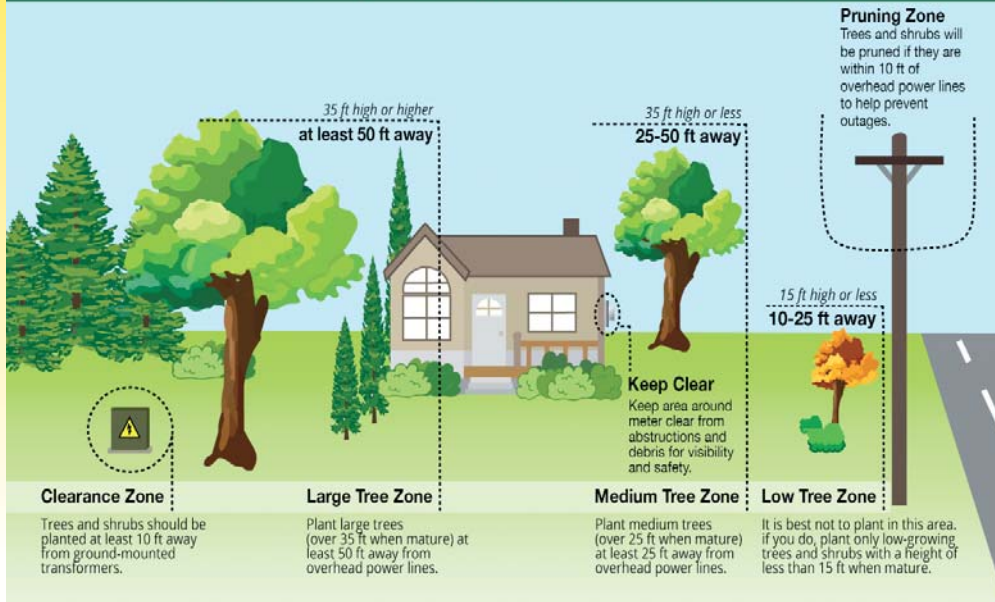 Pruning Zone
Trees and shrubs will
be pruned if they are
within 10 ft of
overhead power lines
to help prevent
outages.
35 ft high or higher
at least 50 ft away
35 ft high or less
25-50 ft away
15 ft high or less
10-25 ft away
Keep Clear
Keep area around
meter clear from
abstructions and
debris for visibility
and safety.
Clearance Zone
Trees and shrubs should be
planted at least 10 ft away
from ground-mounted
transformers.
Large Tree Zone
Plant large trees
(over 35 ft when mature) at
least 50 ft away from
overhead power lines.
Medium Tree Zone
Plant medium trees
(over 25 ft when mature)
at least 25 ft away from
overhead power lines.
Low Tree Zone
It is best not to plant in this area.
if you do, plant only low-growing
trees and shrubs with a height of
less than 15 ft when mature.